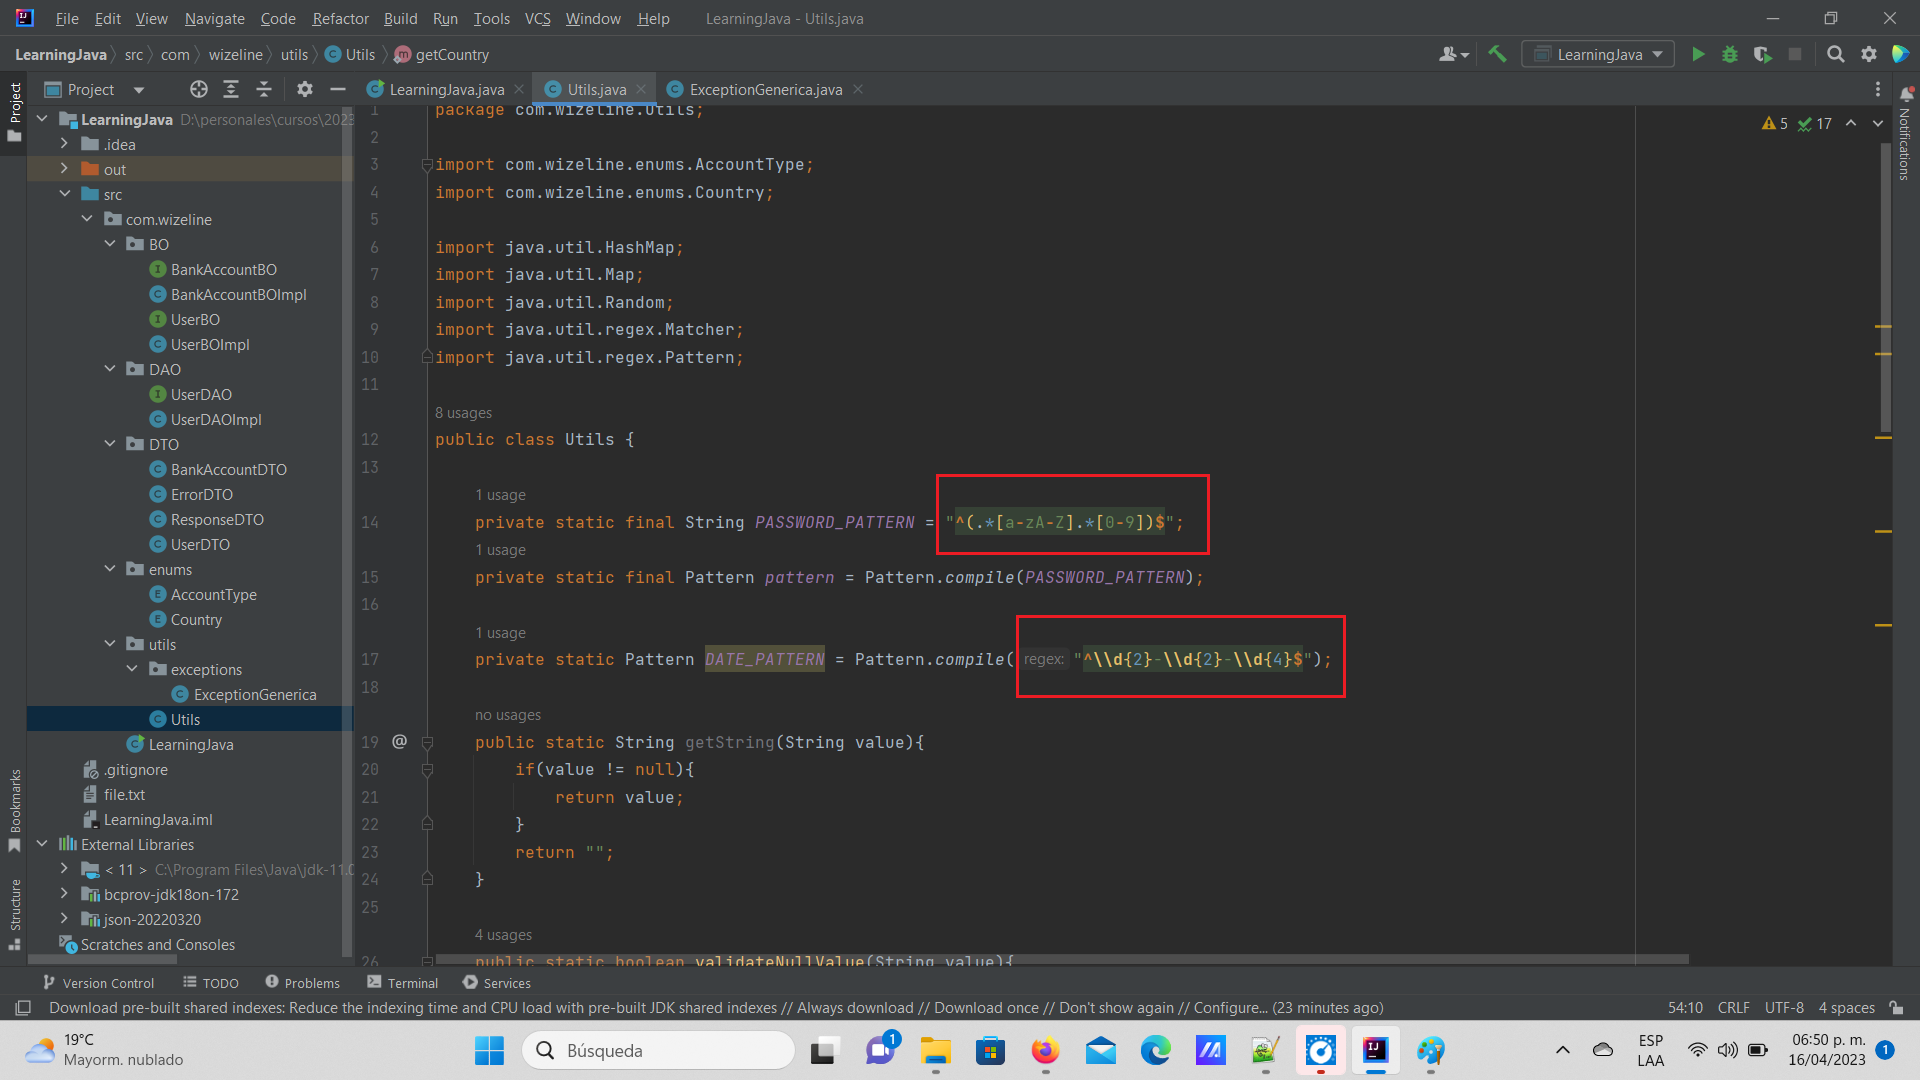 File Edit View Navigate Code Refactor Build Run Tools VCS Window Help LearningJava - Utils.java
LearningJava src com wizeline utils Utils getCountry LearningJava
Project LearningJava.java Utils.java ExceptionGenerica.java
Project
Bookmarks
Structure
Notifications
LearningJava D:\personales\cursos\2023
.idea
out
src
com.wizeline
BO
BankAccountBO
BankAccountBOImpl
UserBO
UserBOImpl
DAO
UserDAO
UserDAOImpl
DTO
BankAccountDTO
ErrorDTO
ResponseDTO
UserDTO
enums
AccountType
Country
utils
exceptions
ExceptionGenerica
Utils
LearningJava
.gitignore
file.txt
LearningJava.iml
External Libraries
< 11 > C:\Program Files\Java\jdk-11.0
bcprov-jdk18on-172
json-20220320
Scratches and Consoles
5 17
1 package com.wizeline.utils;
2
3 import com.wizeline.enums.AccountType;
4 import com.wizeline.enums.Country;
5
6 import java.util.HashMap;
7 import java.util.Map;
8 import java.util.Random;
9 import java.util.regex.Matcher;
10 import java.util.regex.Pattern;
11
8 usages
12 public class Utils {
13
1 usage
14 private static final String PASSWORD_PATTERN = "^(.*[a-zA-Z].*[0-9])$";
1 usage
15 private static final Pattern pattern = Pattern.compile(PASSWORD_PATTERN);
16
1 usage
17 private static Pattern DATE_PATTERN = Pattern.compile( regex: "^\\d{2}-\\d{2}-\\d{4}$");
18
no usages
19 @ public static String getString(String value){
20 if(value != null){
21 return value;
22 }
23 return "";
24 }
25
4 usages
26 public static boolean validateNullValue(String value){
Version Control TODO Problems Terminal Services
Download pre-built shared indexes: Reduce the indexing time and CPU load with pre-built JDK shared indexes // Always download // Download once // Don't show again // Configure... (23 minutes ago) 54:10 CRLF UTF-8 4 spaces
19°C
Mayorm. nublado
Búsqueda
1
ESP
LAA
06:50 p. m.
16/04/2023
1